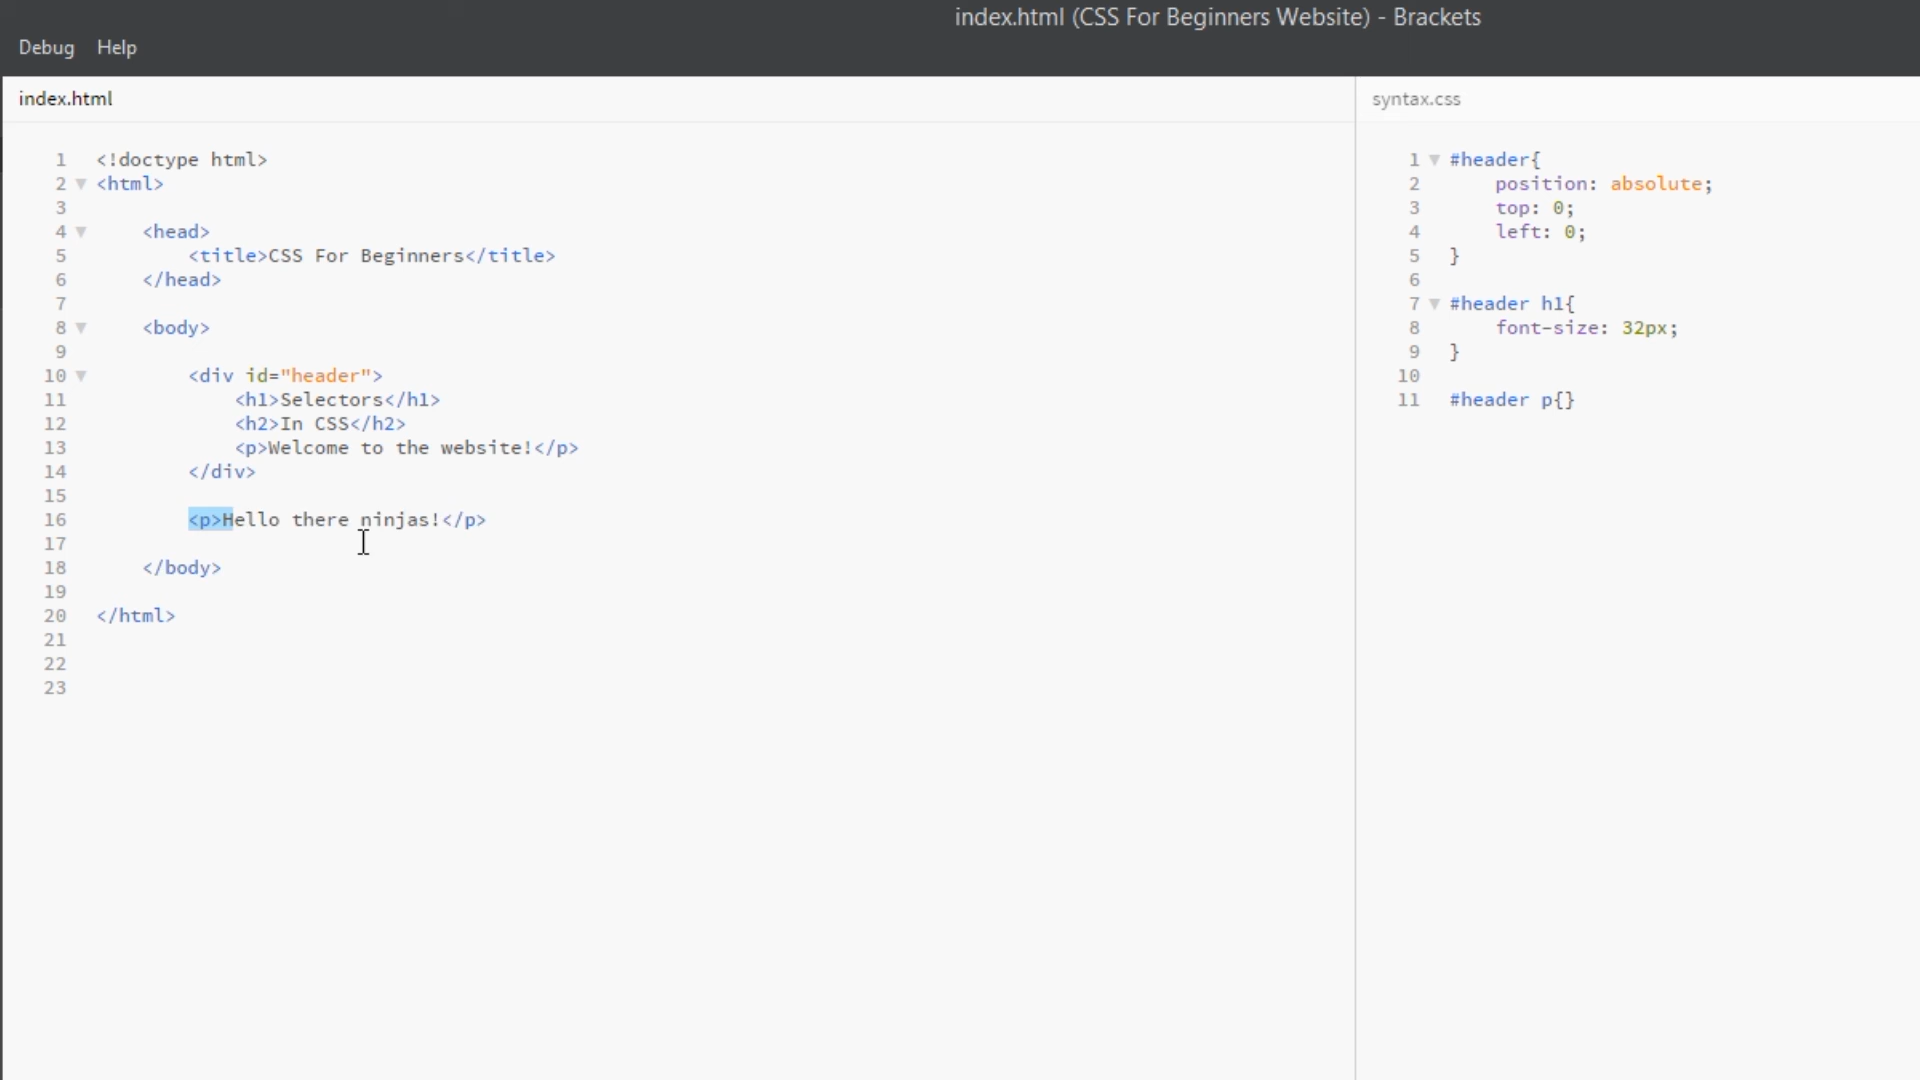 index.html (CSS For Beginners Website) - Brackets
Debug Help
index.html
1 <!doctype html>
2 <html>
3
4 <head>
5 <title>CSS For Beginners</title>
6 </head>
7
8 <body>
9
10 <div id="header">
11 <h1>Selectors</h1>
12 <h2>In CSS</h2>
13 <p>Welcome to the website!</p>
14 </div>
15
16 <p>Hello there ninjas!</p>
17
18 </body>
19
20 </html>
21
22
23
syntax.css
1 #header{
2 position: absolute;
3 top: 0;
4 left: 0;
5 }
6
7 #header h1{
8 font-size: 32px;
9 }
10
11 #header p{}